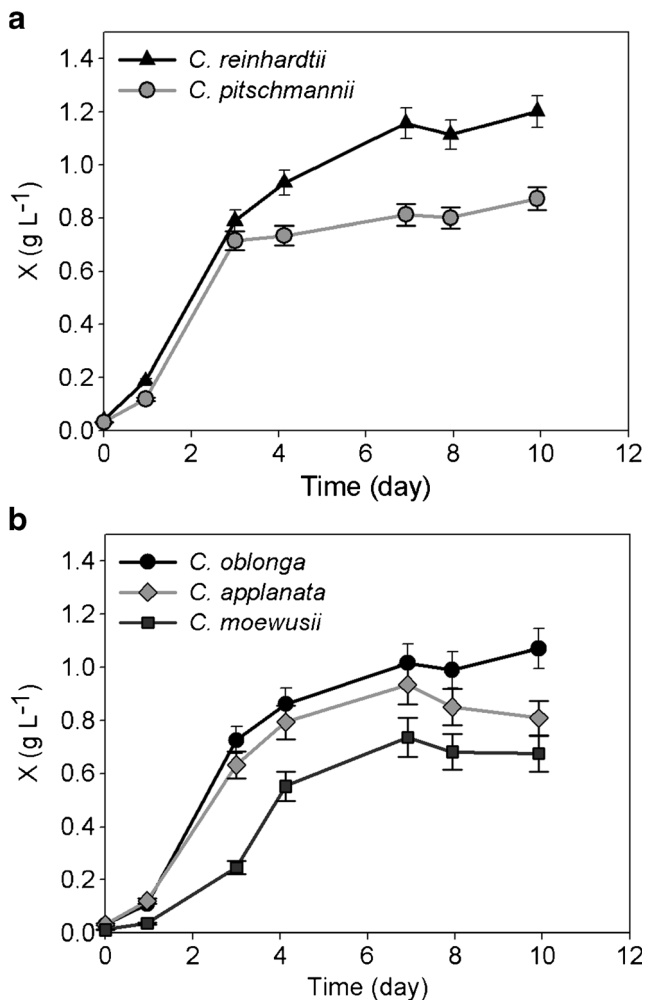 a
C. reinhardtii
C. pitschmannii
1.4
1.2
1.0
0.8
0.6
0.4
0.2
0.0
X (g L⁻¹)
0 2 4 6 8 10 12
Time (day)
b
C. oblonga
C. applanata
C. moewusii
1.4
1.2
1.0
0.8
0.6
0.4
0.2
0.0
X (g L⁻¹)
0 2 4 6 8 10 12
Time (day)